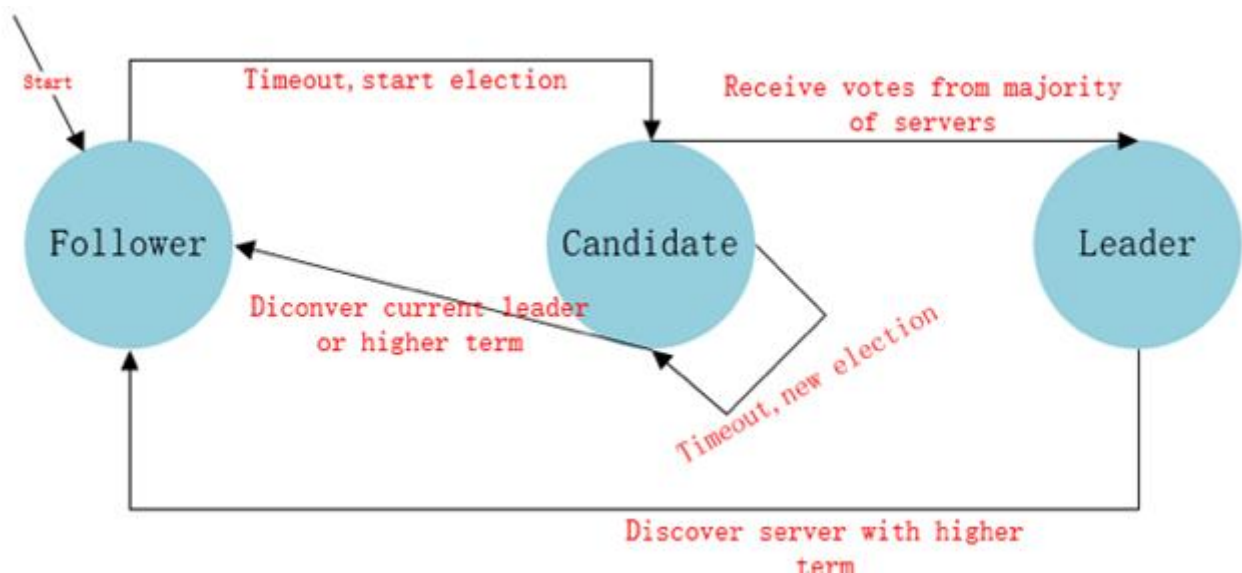 Start
Timeout,start election
Receive votes from majority
of servers
Follower
Candidate
Leader
Diconver current leader
or higher term
Timeout,new election
Discover server with higher
term